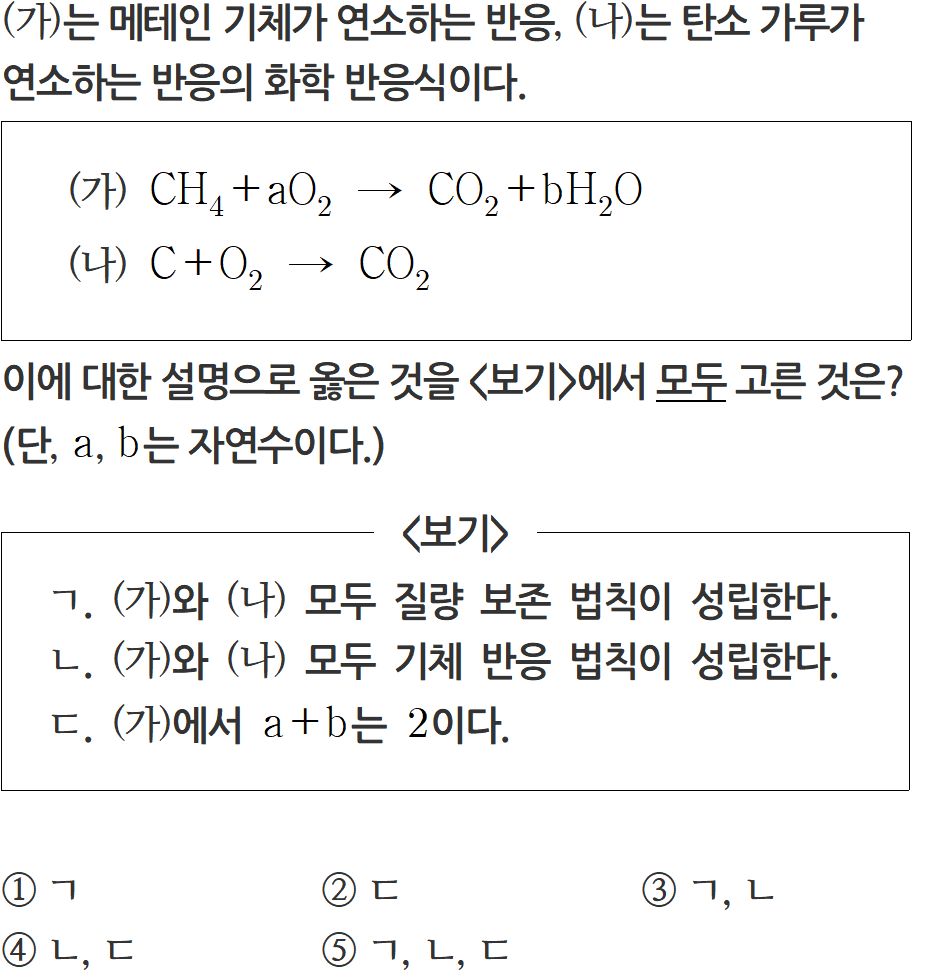 (가)는 메테인 기체가 연소하는 반응, (나)는 탄소 가루가
연소하는 반응의 화학 반응식이다.
(가) CH₄+aO₂ → CO₂+bH₂O
(나) C+O₂ → CO₂
이에 대한 설명으로 옳은 것을 <보기>에서 모두 고른 것은?
(단, a, b는 자연수이다.)
<보기>
ㄱ. (가)와 (나) 모두 질량 보존 법칙이 성립한다.
ㄴ. (가)와 (나) 모두 기체 반응 법칙이 성립한다.
ㄷ. (가)에서 a+b는 2이다.
① ㄱ ② ㄷ ③ ㄱ, ㄴ
④ ㄴ, ㄷ ⑤ ㄱ, ㄴ, ㄷ